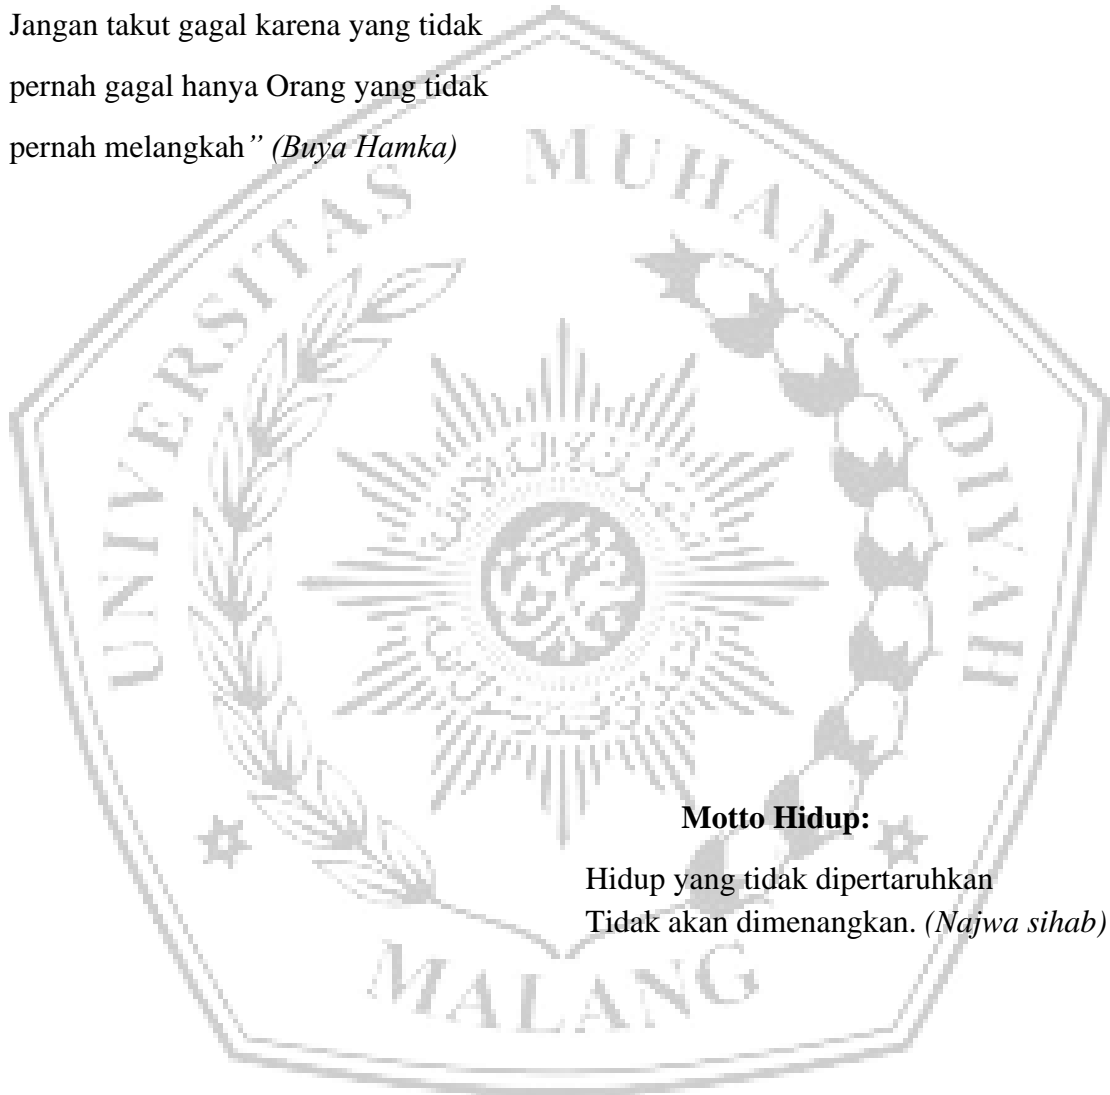 Jangan takut gagal karena yang tidak
pernah gagal hanya Orang yang tidak
pernah melangkah” (Buya Hamka)
UNIVERSITAS MUHAMMADIYAH
Motto Hidup:
Hidup yang tidak dipertaruhkan
Tidak akan dimenangkan. (Najwa sihab)
MALANG